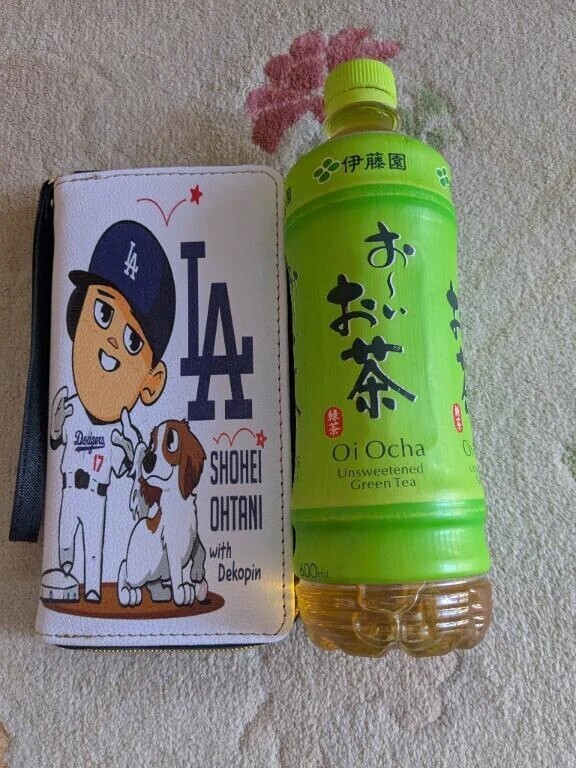 LA
LA
Dodgers
17
SHOHEI
OHTANI
with
Dekopin
伊藤園
お～い
お茶
緑茶
Oi Ocha
Unsweetened
Green Tea
600ml